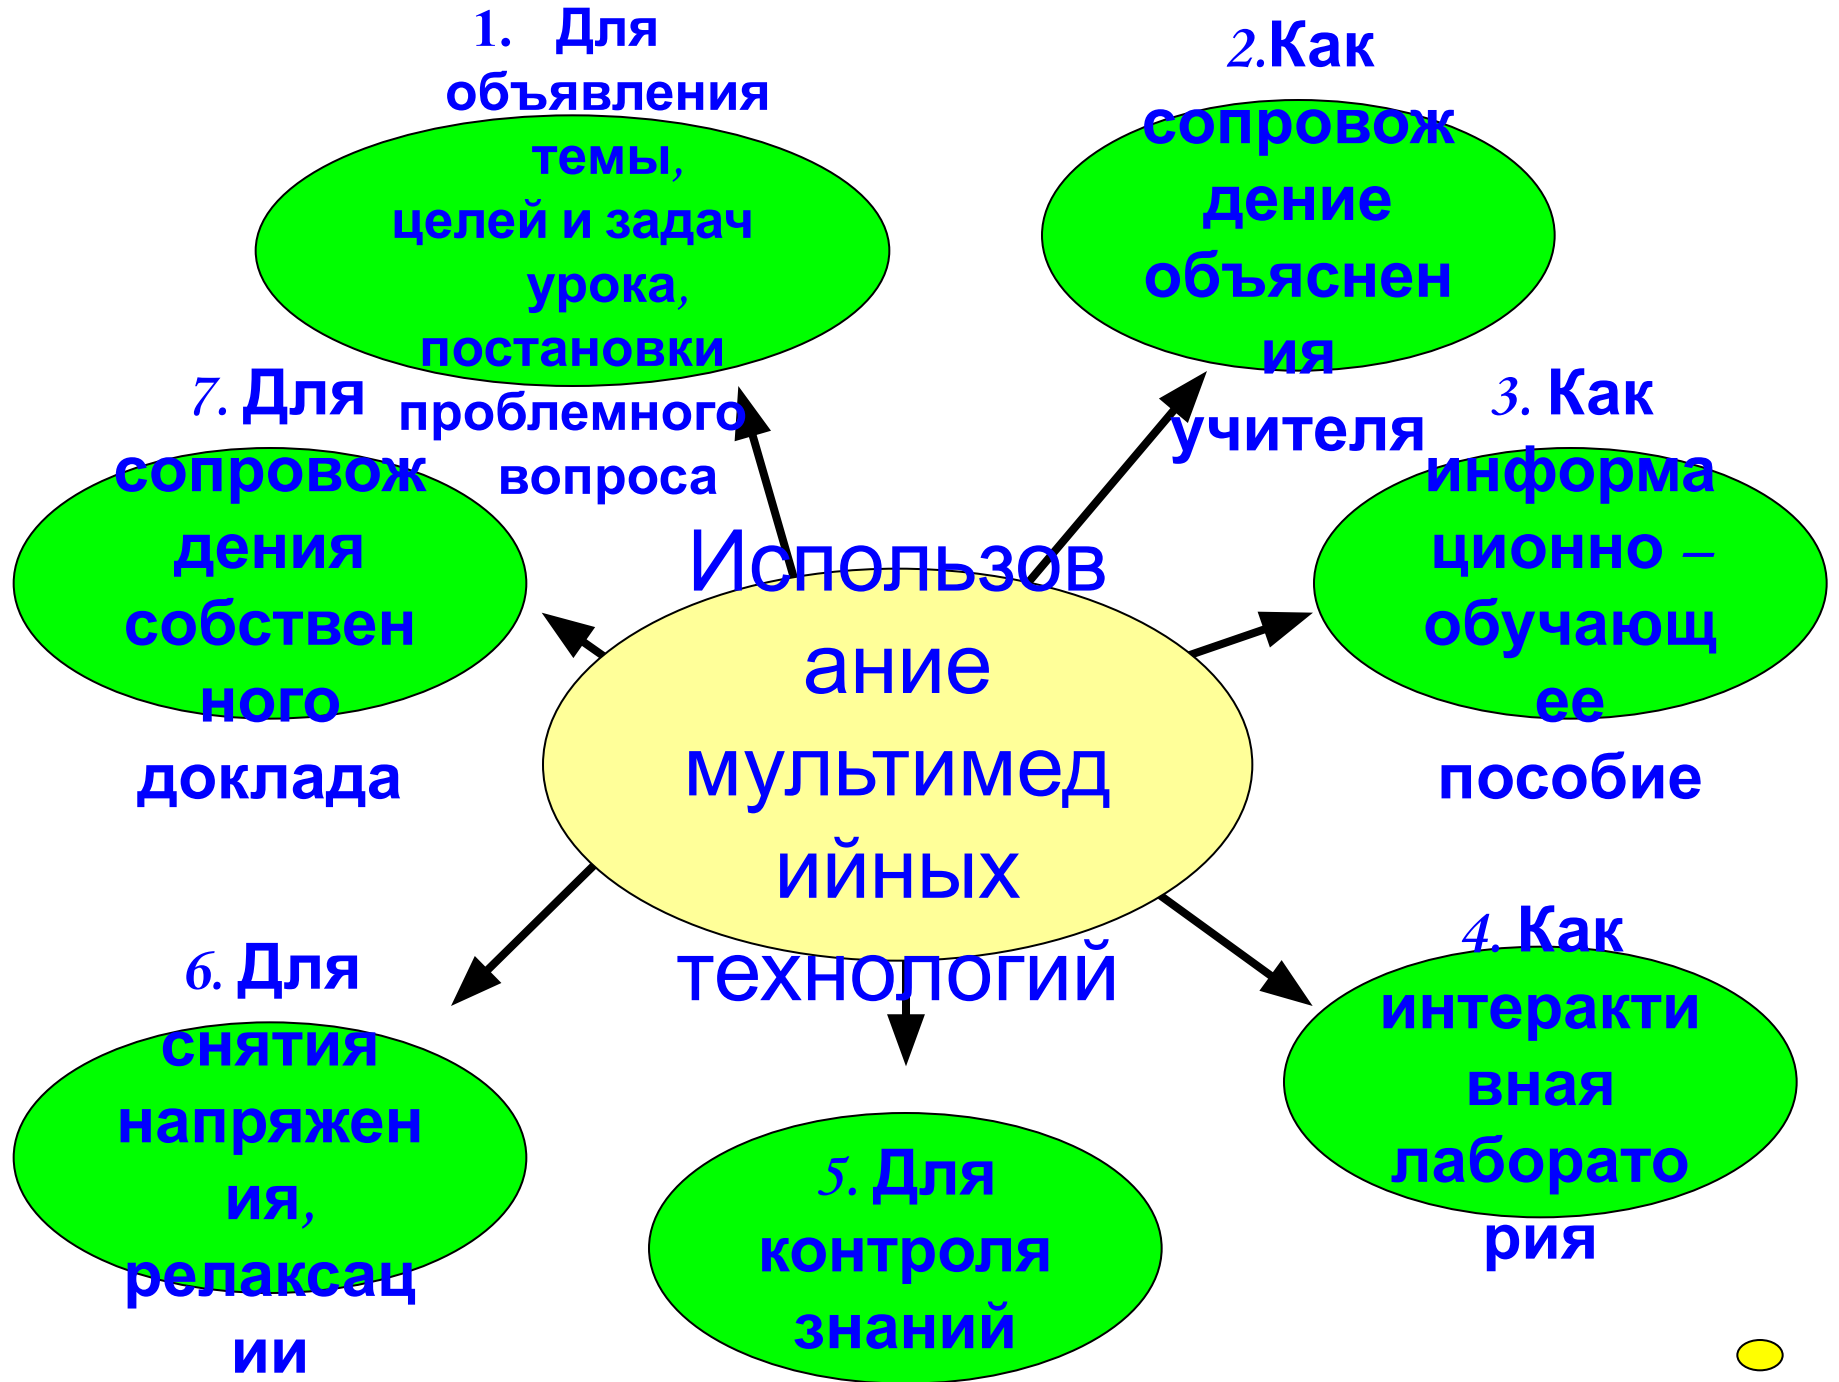 1. Для
объявления
темы,
целей и задач
урока,
постановки
проблемного
вопроса
2.Как
сопровож
дение
объяснен
ия
учителя
3. Как
информа
ционно –
обучающ
ее
пособие
4. Как
интеракти
вная
лаборато
рия
5. Для
контроля
знаний
6. Для
снятия
напряжен
ия,
релаксац
ии
7. Для
сопровож
дения
собствен
ного
доклада
Использов
ание
мультимед
ийных
технологий